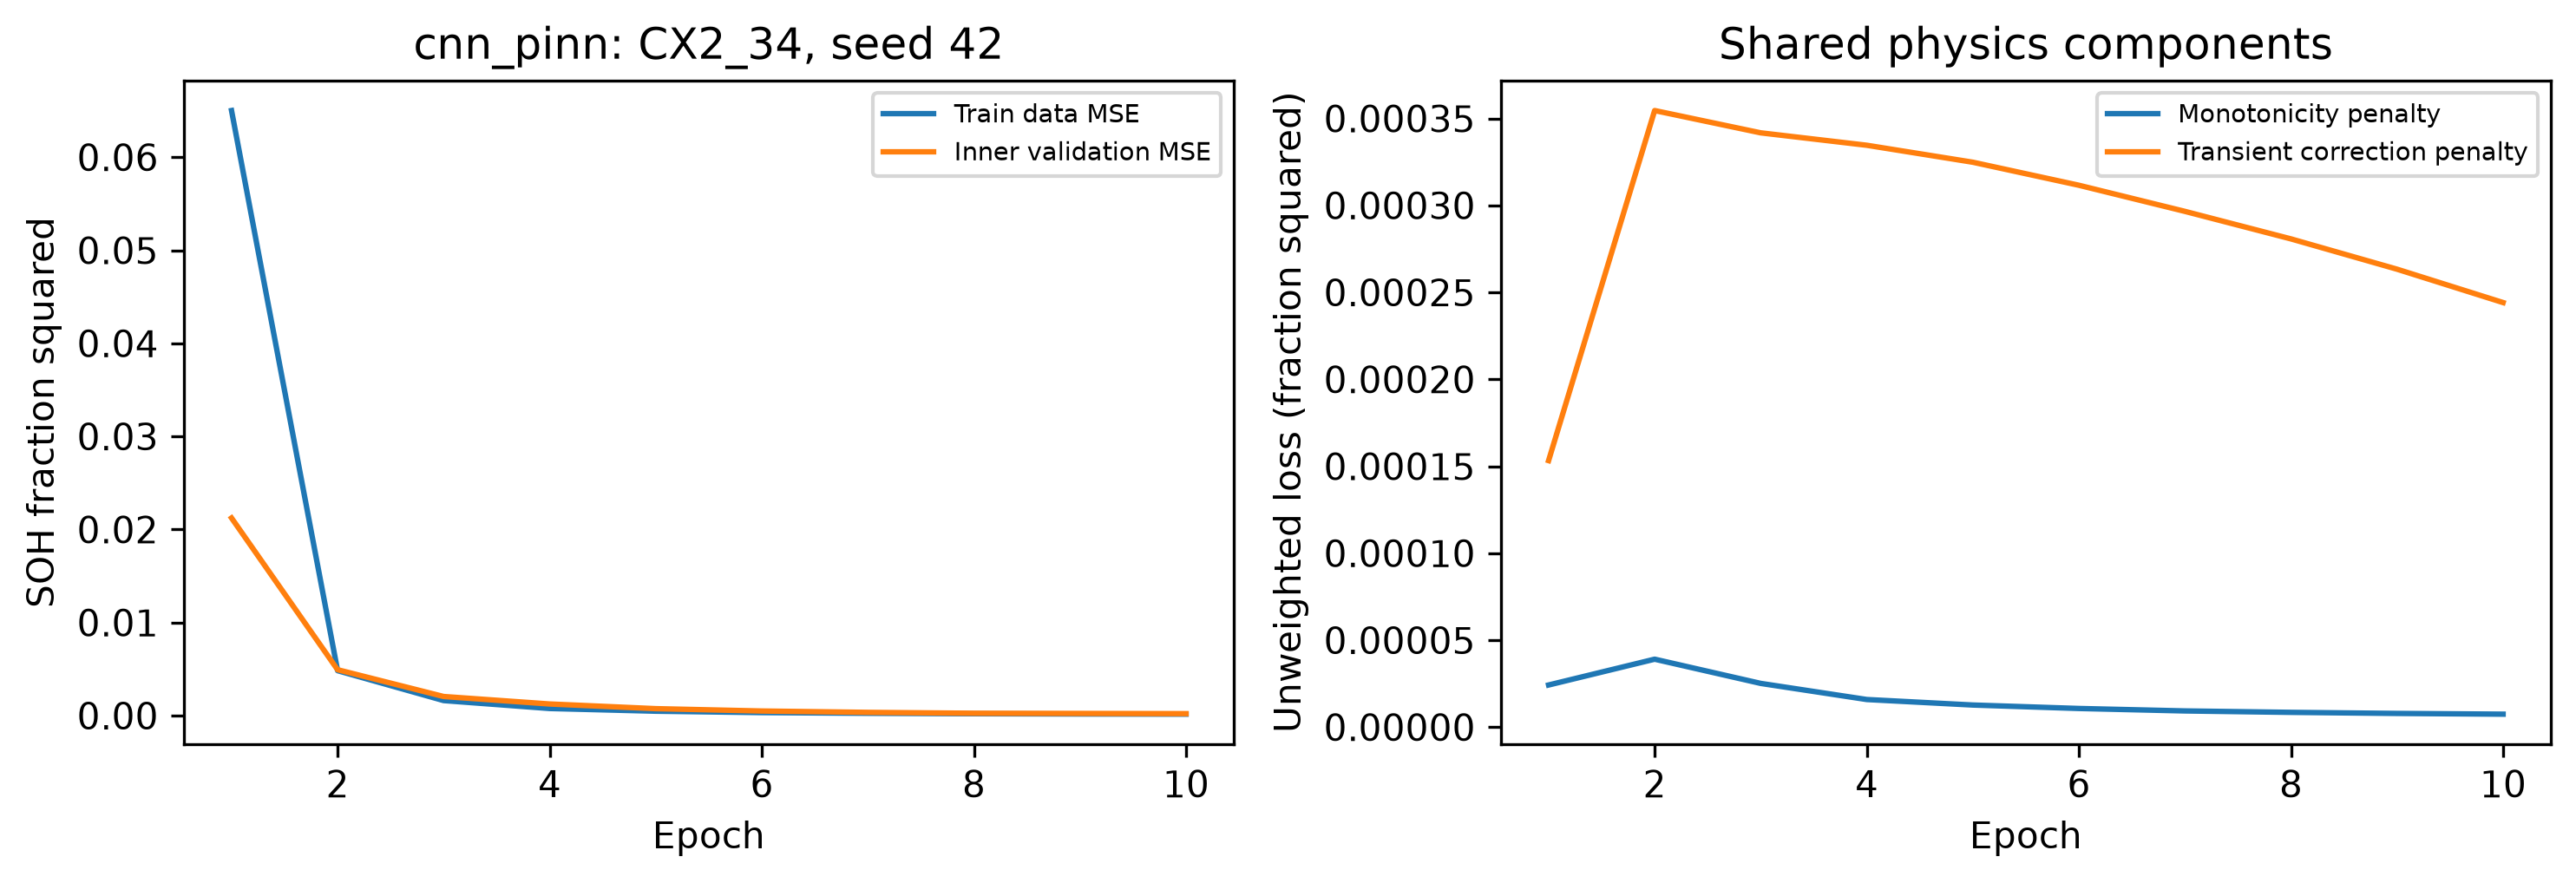 cnn_pinn: CX2_34, seed 42
SOH fraction squared
0.06
0.05
0.04
0.03
0.02
0.01
0.00
Train data MSE
Inner validation MSE
2 4 6 8 10
Epoch
Shared physics components
Unweighted loss (fraction squared)
0.00035
0.00030
0.00025
0.00020
0.00015
0.00010
0.00005
0.00000
Monotonicity penalty
Transient correction penalty
2 4 6 8 10
Epoch